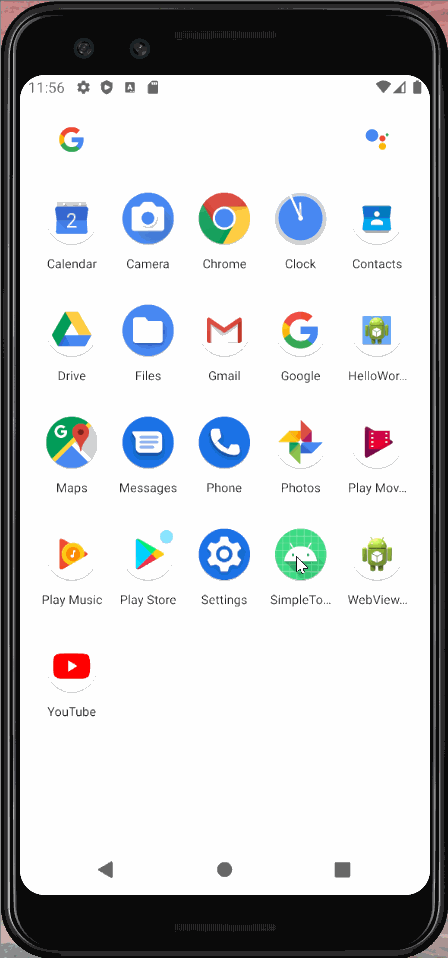 11:56
Calendar Camera Chrome Clock Contacts
Drive Files Gmail Google HelloWor...
Maps Messages Phone Photos Play Mov...
Play Music Play Store Settings SimpleTo... WebView...
YouTube